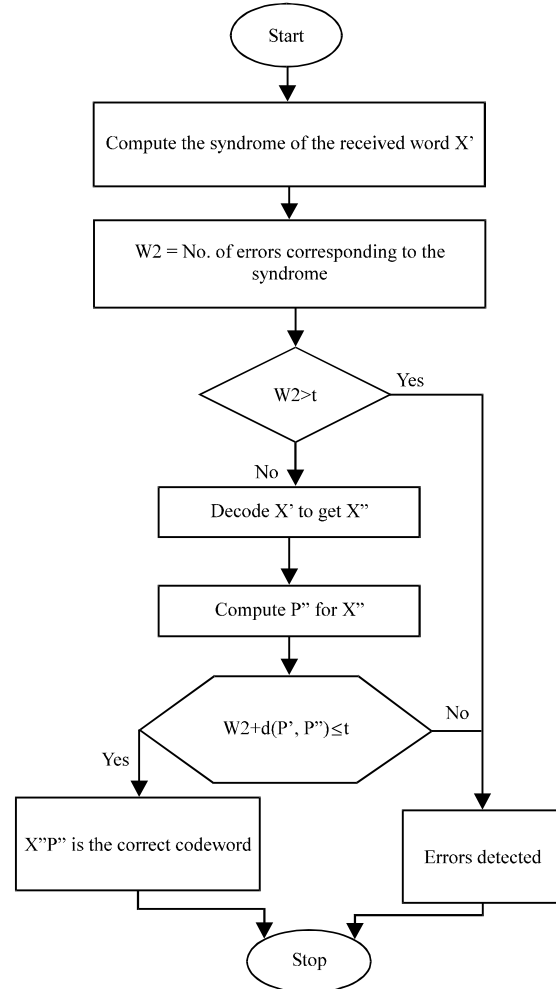 Start
Compute the syndrome of the received word X’
W2 = No. of errors corresponding to the
syndrome
W2>t
Yes
No
Decode X’ to get X”
Compute P” for X”
W2+d(P’, P”)≤t
No
Yes
X”P” is the correct codeword
Errors detected
Stop